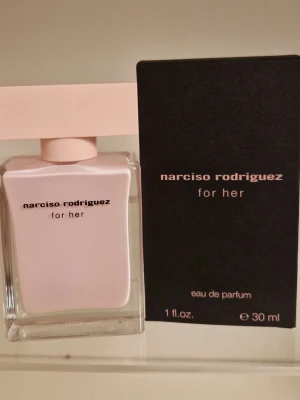 narciso rodriguez
for her
narciso rodriguez
for her
eau de parfum
1 fl.oz. ℮ 30 ml